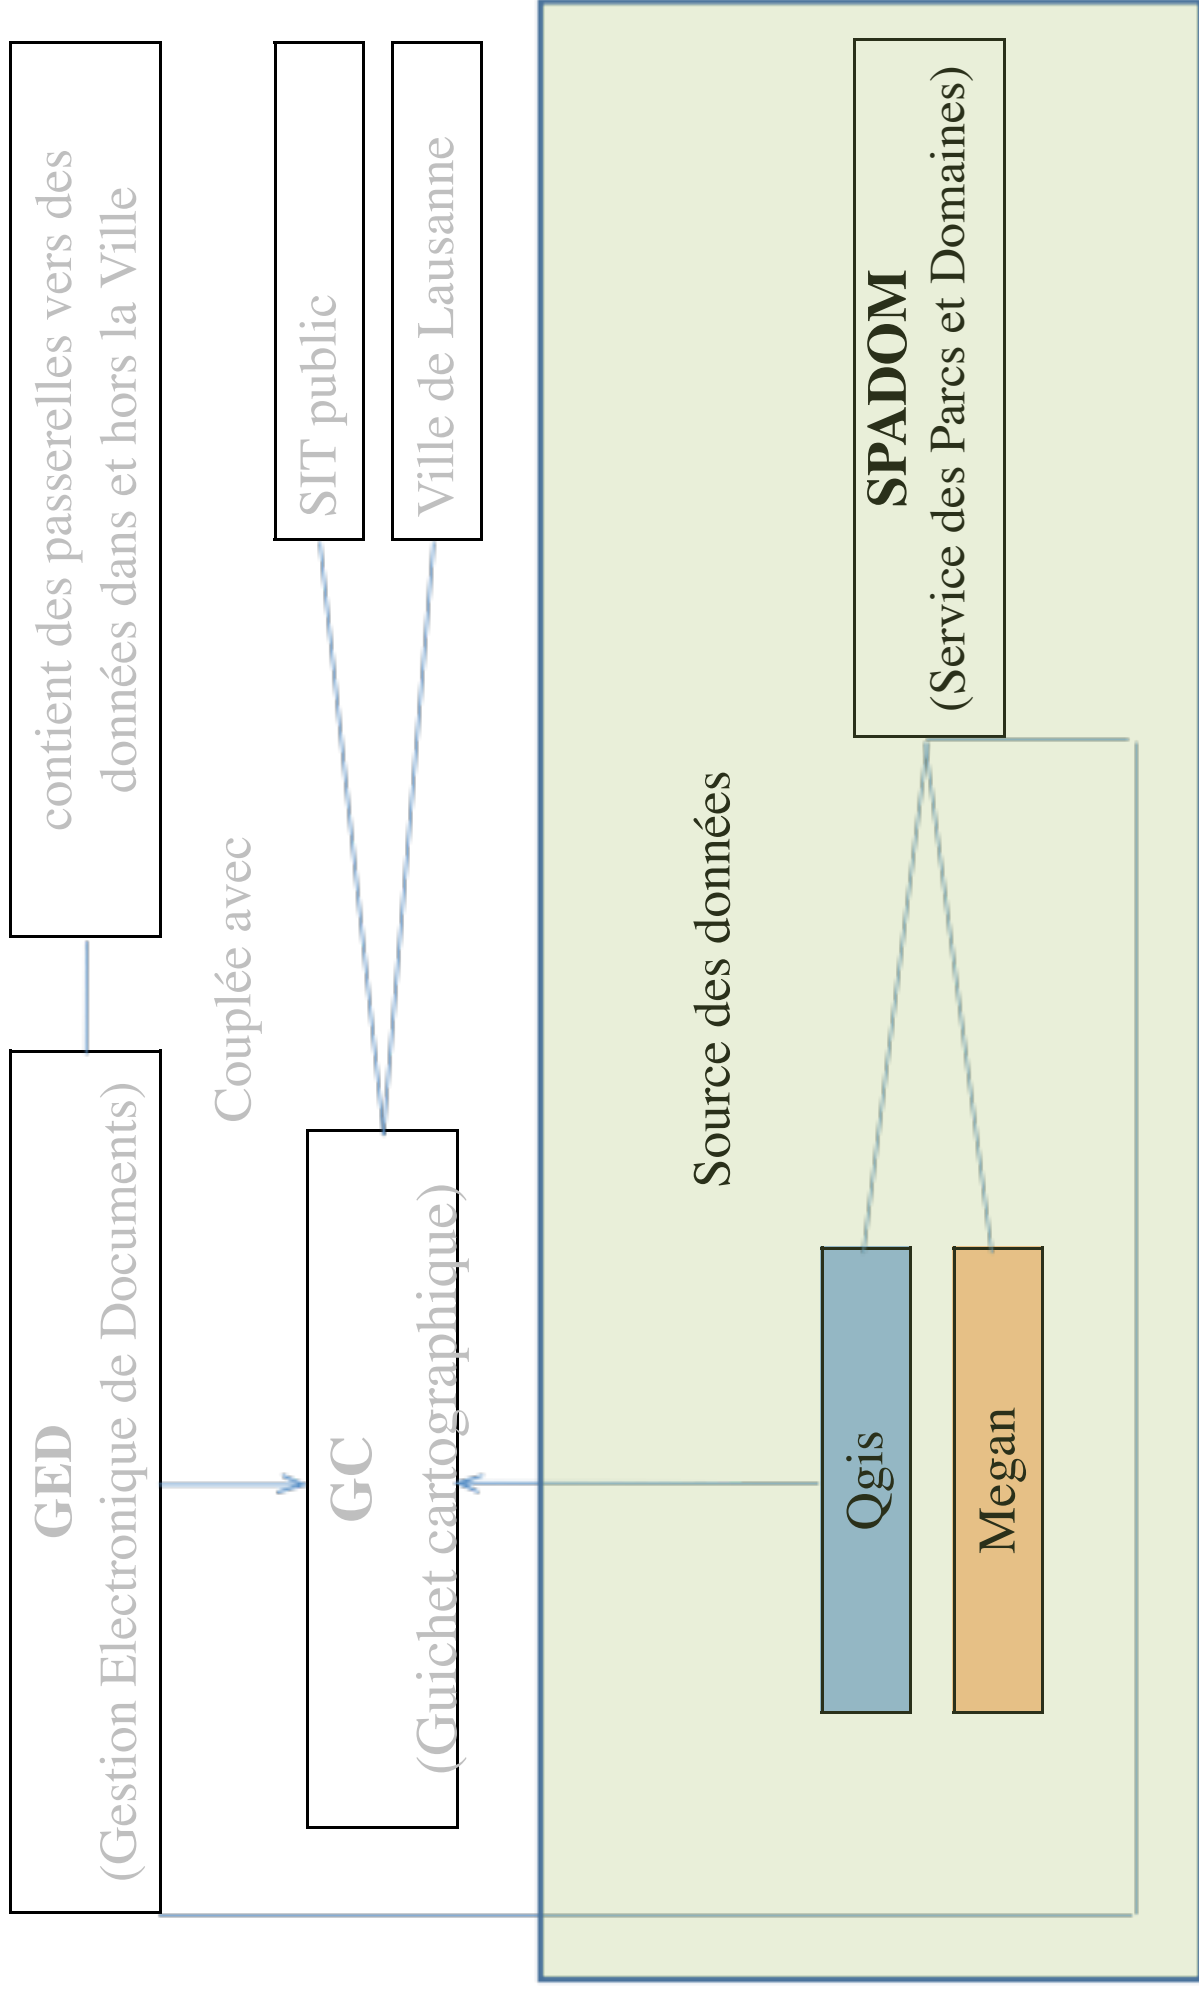 GED
(Gestion Electronique de Documents)
contient des passerelles vers des
données dans et hors la Ville
Couplée avec
GC
(Guichet cartographique)
SIT public
Ville de Lausanne
Source des données
Qgis
Megan
SPADOM
(Service des Parcs et Domaines)